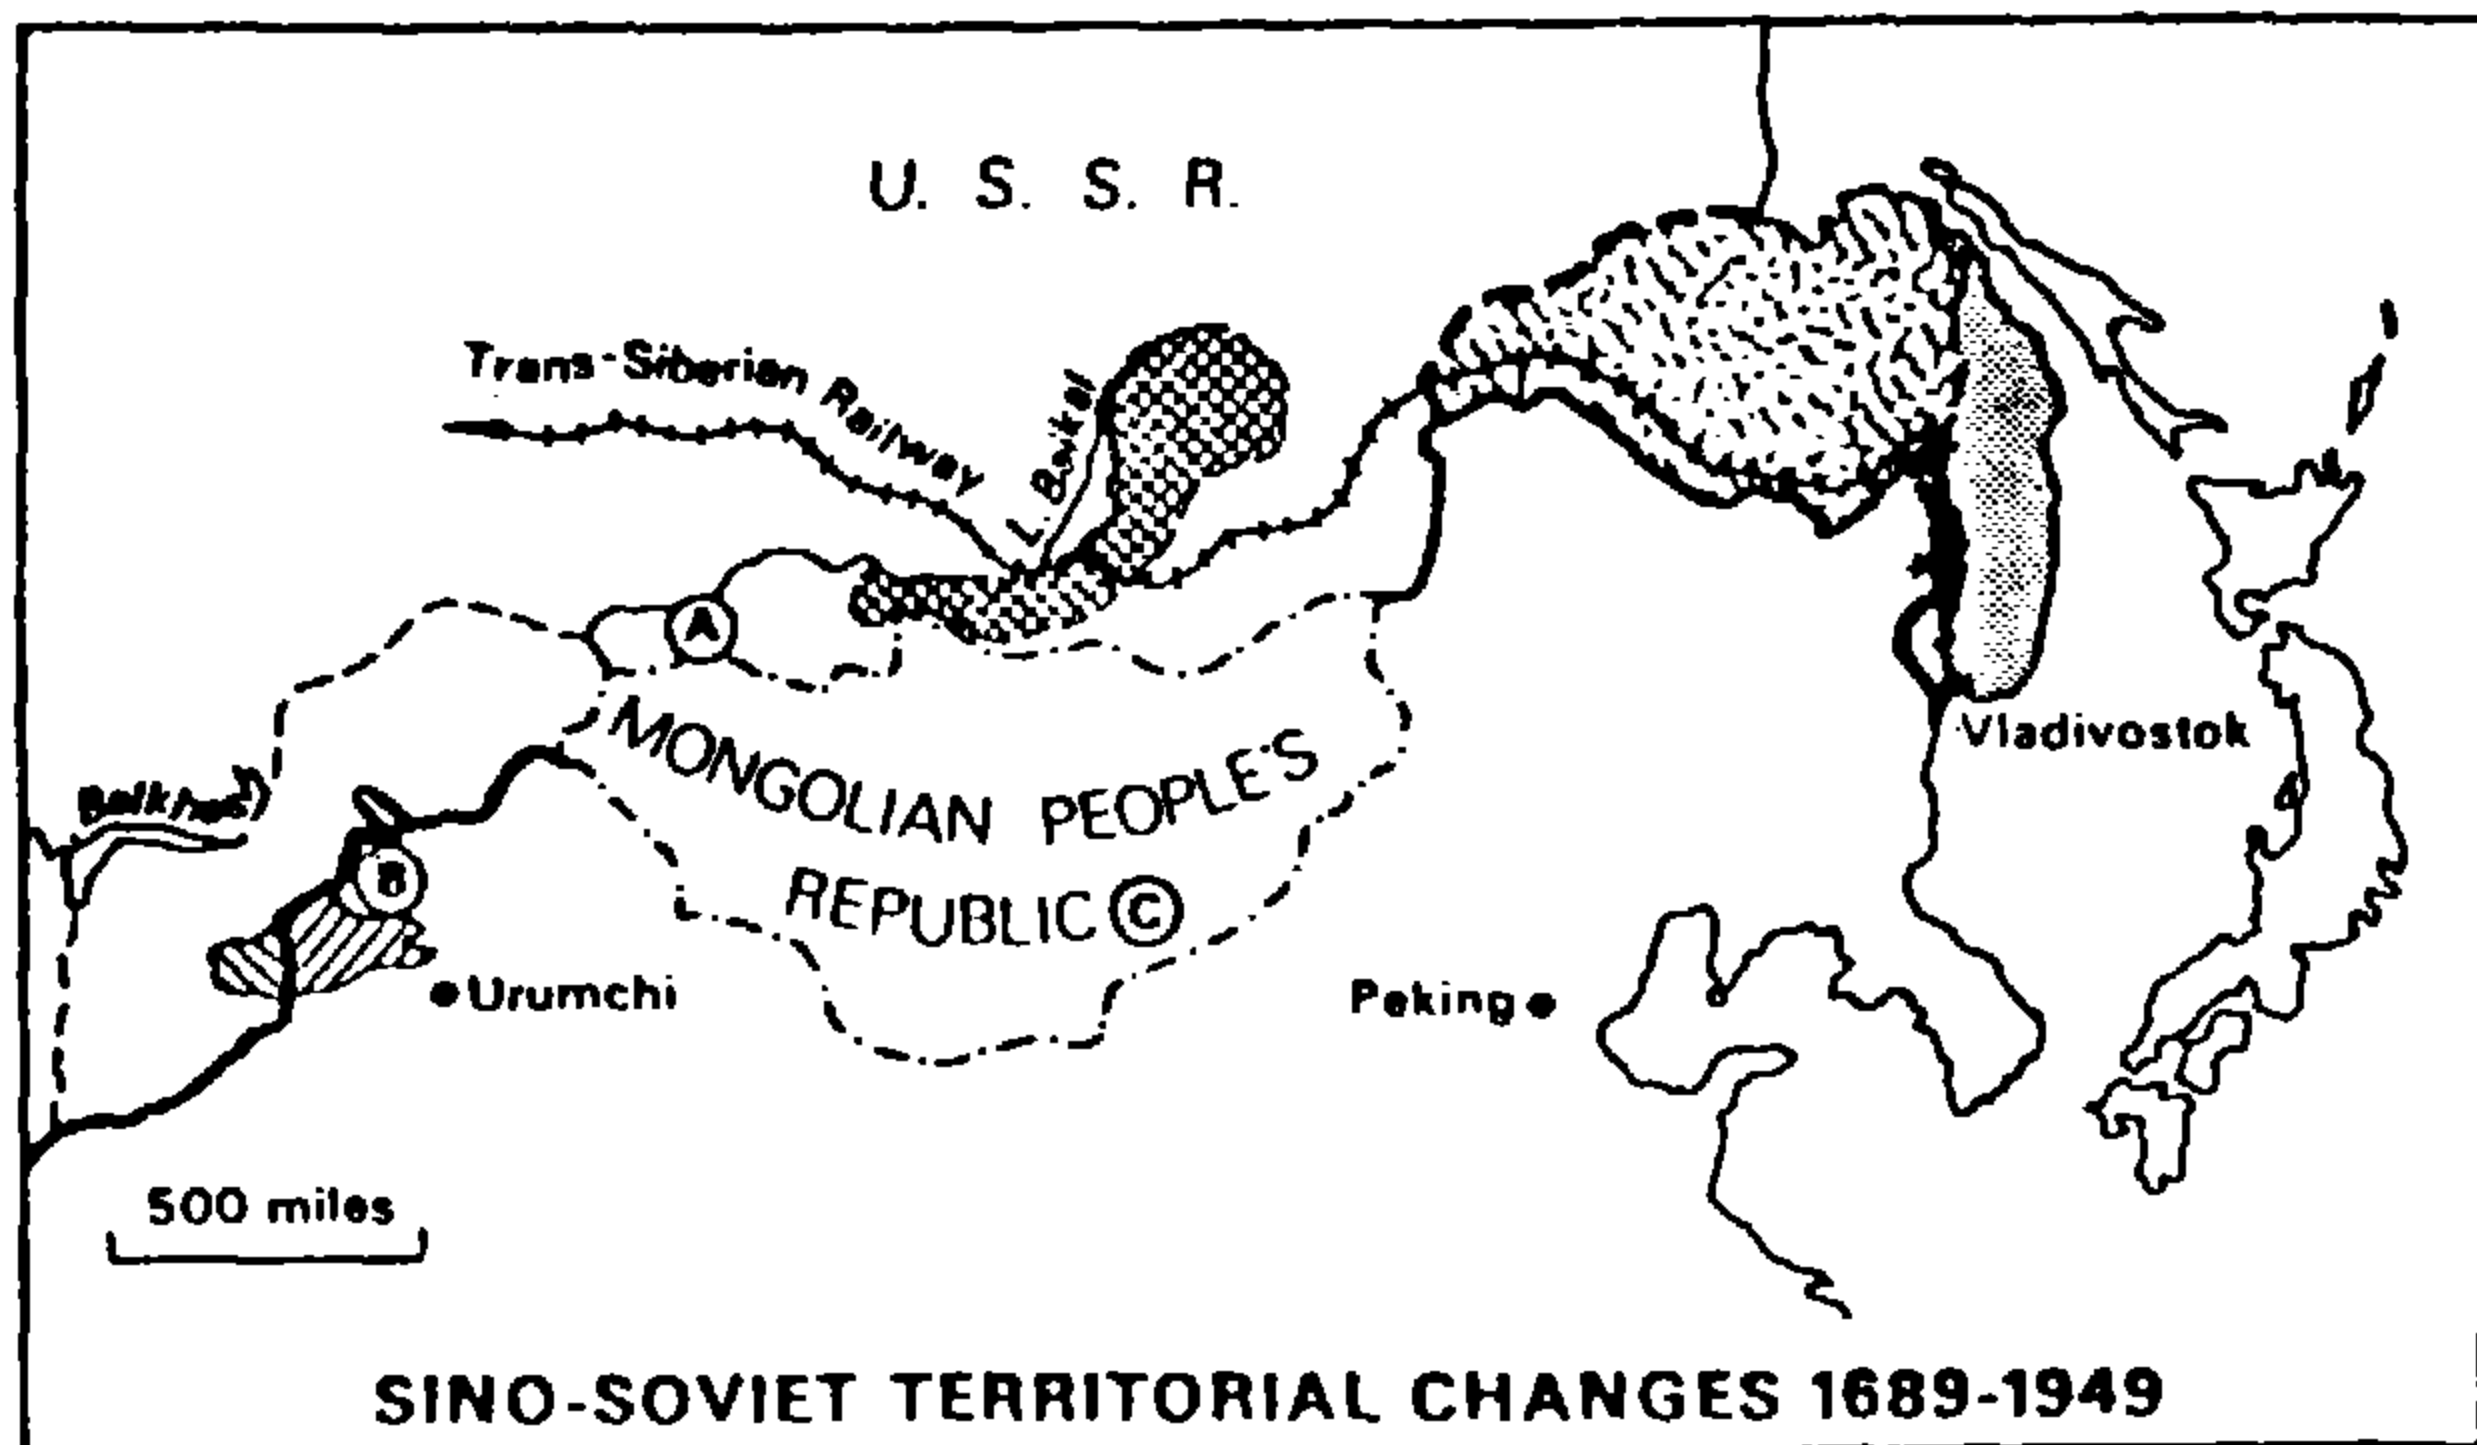 U. S. S. R.
Trans-Siberian Railway
L. Baikal
A
MONGOLIAN PEOPLE'S
REPUBLIC C
Vladivostok
Balkhash
B
Urumchi
Peking
500 miles
SINO-SOVIET TERRITORIAL CHANGES 1689-1949